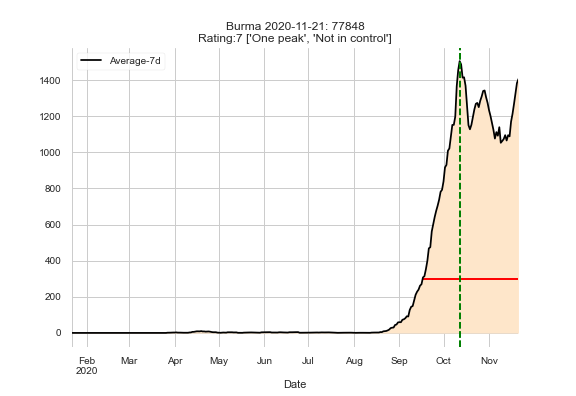 Burma 2020-11-21: 77848
Rating:7 ['One peak', 'Not in control']
Average-7d
1400
1200
1000
800
600
400
200
0
Feb Mar Apr May Jun Jul Aug Sep Oct Nov
2020
Date